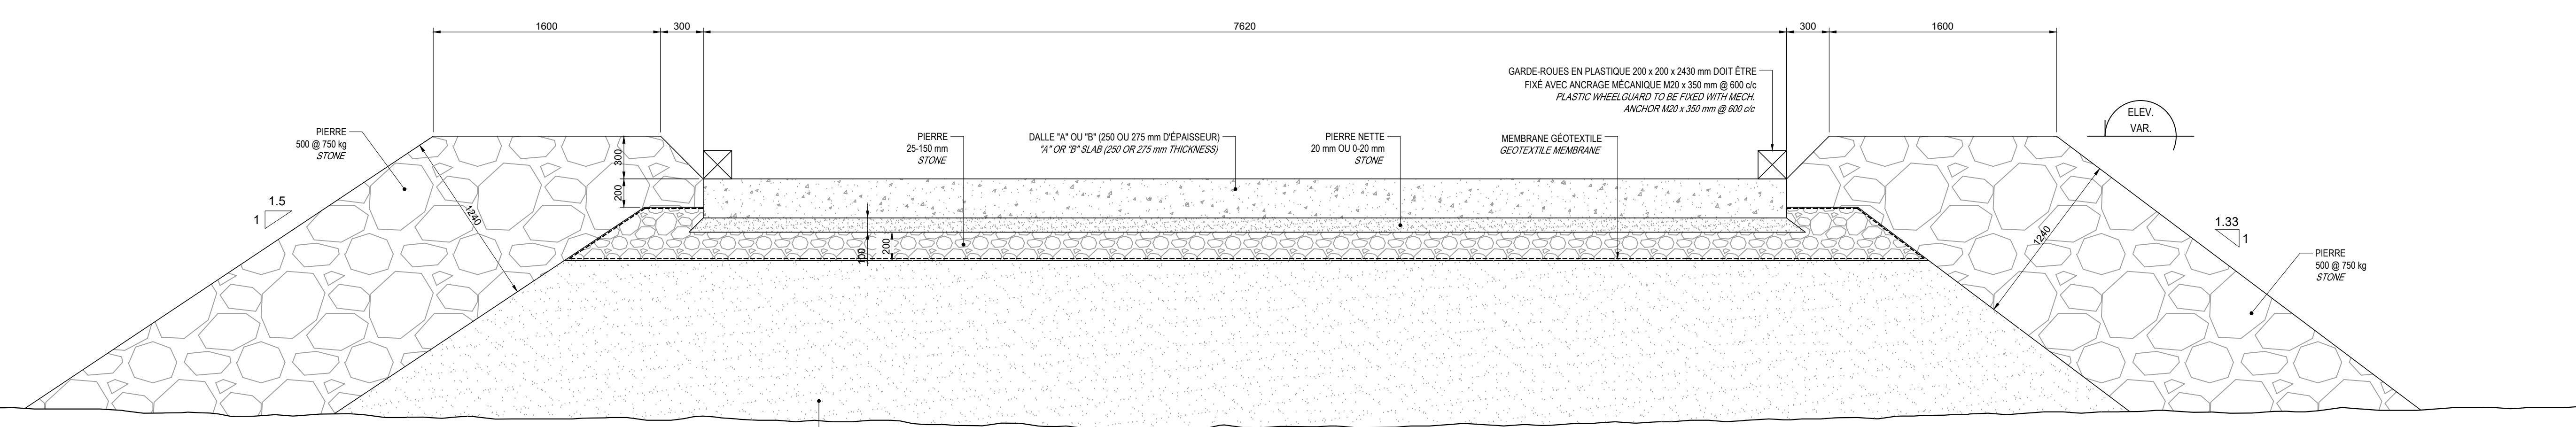 1600
300
7620
300
1600
GARDE-ROUES EN PLASTIQUE 200 x 200 x 2430 mm DOIT ÊTRE
FIXÉ AVEC ANCRAGE MÉCANIQUE M20 x 350 mm @ 600 c/c
PLASTIC WHEELGUARD TO BE FIXED WITH MECH.
ANCHOR M20 x 350 mm @ 600 c/c
ELEV.
VAR.
PIERRE
500 @ 750 kg
STONE
PIERRE
25-150 mm
STONE
DALLE "A" OU "B" (250 OU 275 mm D'ÉPAISSEUR)
"A" OR "B" SLAB (250 OR 275 mm THICKNESS)
PIERRE NETTE
20 mm OU 0-20 mm
STONE
MEMBRANE GÉOTEXTILE
GEOTEXTILE MEMBRANE
300
200
1.5
1
1240
100
200
1240
1.33
1
PIERRE
500 @ 750 kg
STONE